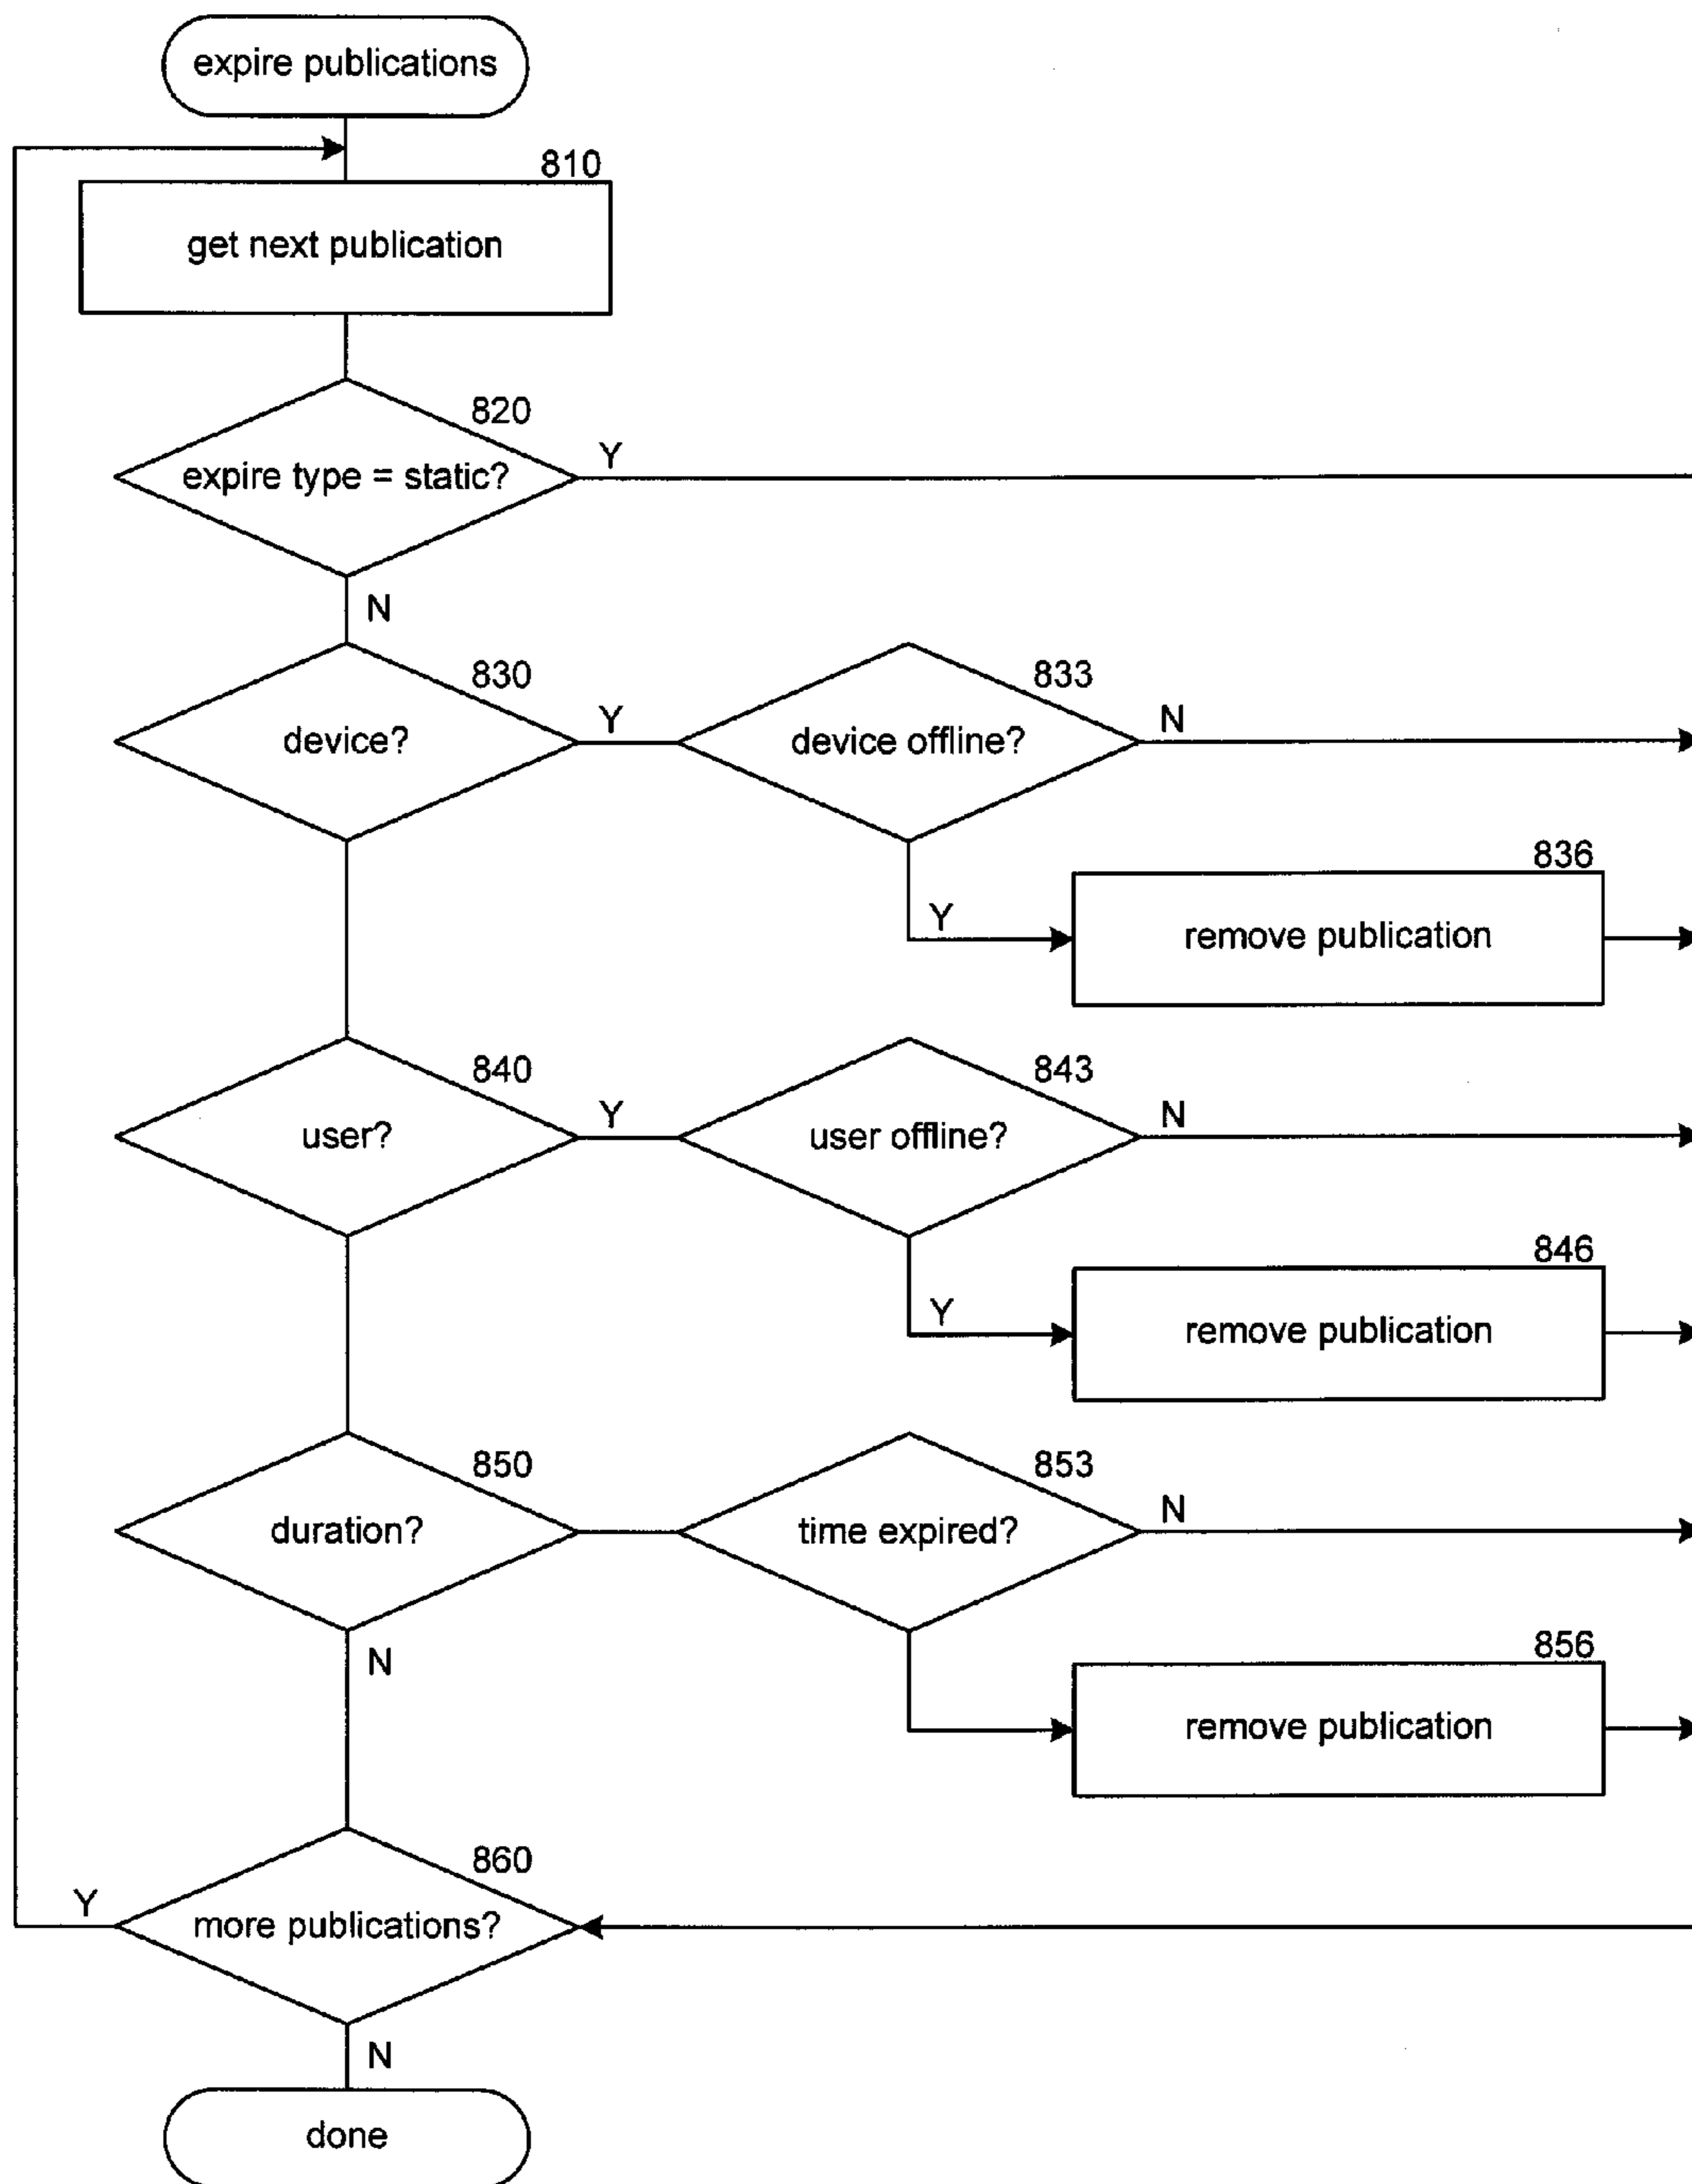 expire publications
810
get next publication
820
expire type = static?
Y
N
830
device?
Y
833
device offline?
N
Y
836
remove publication
840
user?
Y
843
user offline?
N
Y
846
remove publication
850
duration?
853
time expired?
N
N
856
remove publication
860
more publications?
Y
N
done